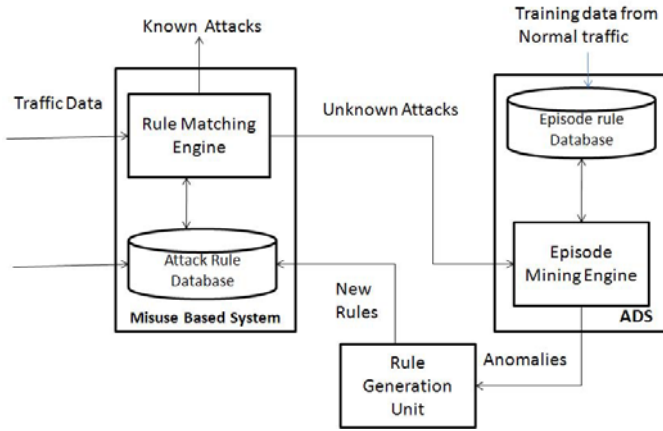 Known Attacks
Training data from
Normal traffic
Traffic Data
Rule Matching
Engine
Unknown Attacks
Episode rule
Database
Attack Rule
Database
Episode
Mining Engine
New
Rules
Misuse Based System
ADS
Rule
Generation
Unit
Anomalies